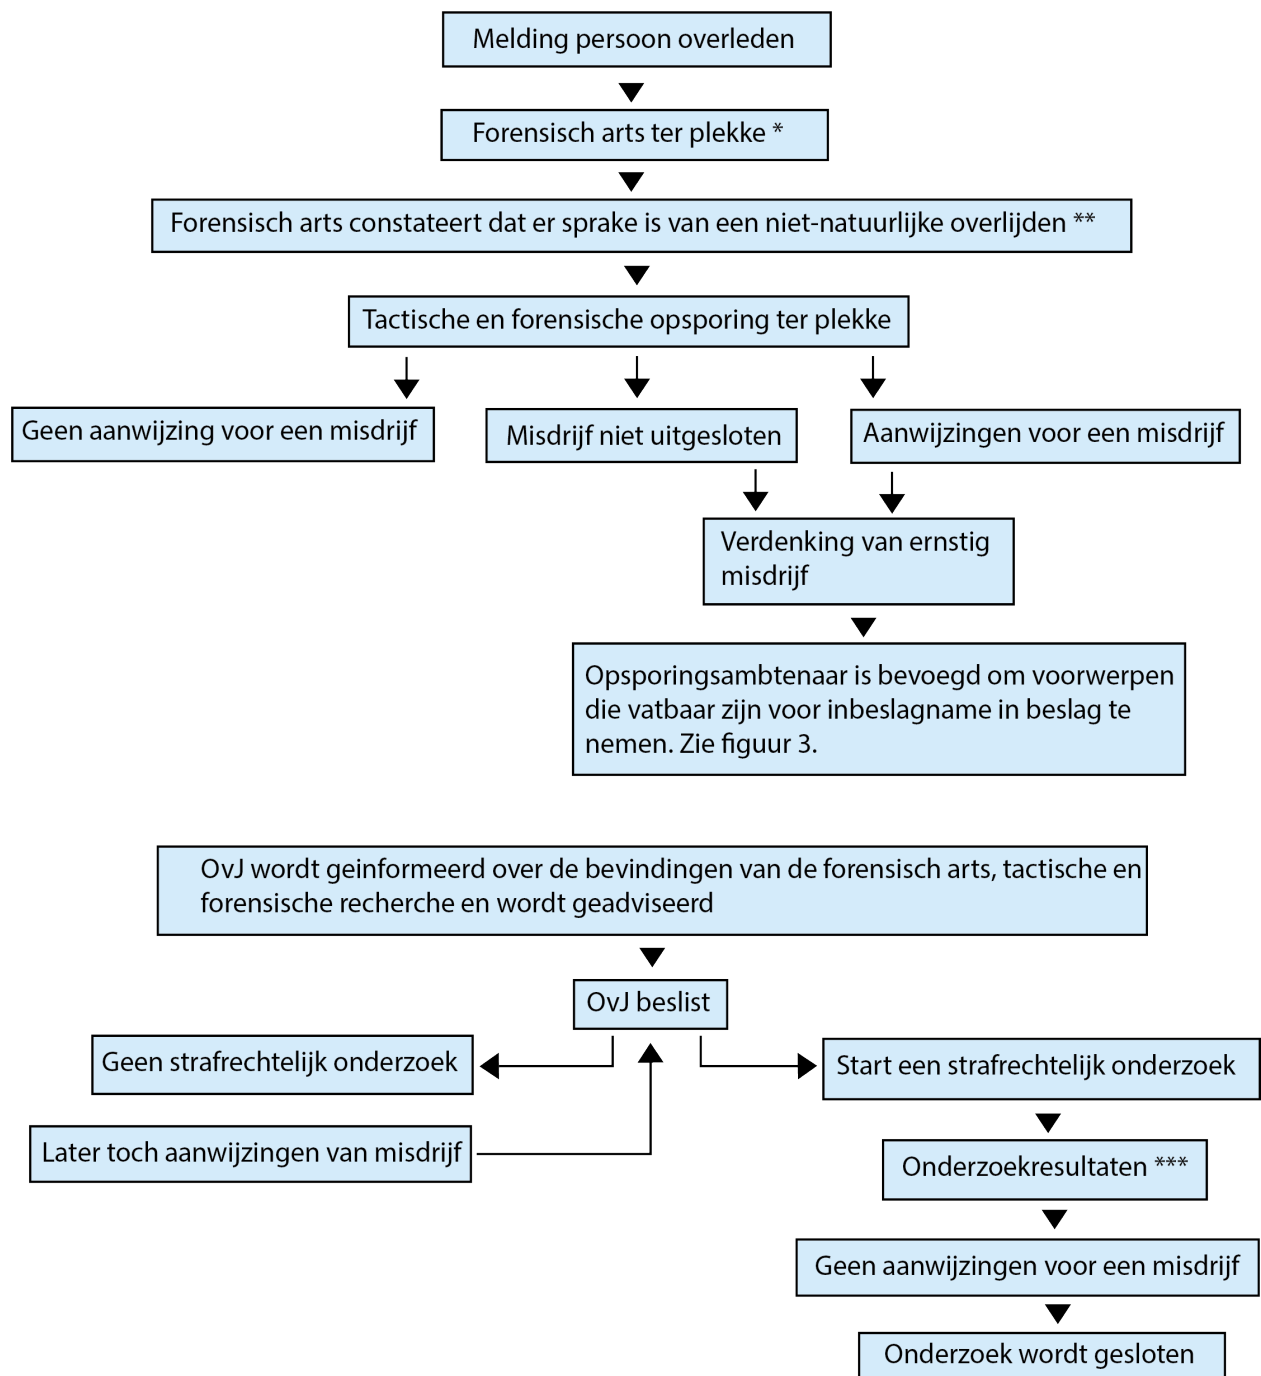 Melding persoon overleden
Forensisch arts ter plekke *
Forensisch arts constateert dat er sprake is van een niet-natuurlijke overlijden **
Tactische en forensische opsporing ter plekke
Geen aanwijzing voor een misdrijf
Misdrijf niet uitgesloten
Aanwijzingen voor een misdrijf
Verdenking van ernstig
misdrijf
Opsporingsambtenaar is bevoegd om voorwerpen
die vatbaar zijn voor inbeslagname in beslag te
nemen. Zie figuur 3.
OvJ wordt geinformeerd over de bevindingen van de forensisch arts, tactische en
forensische recherche en wordt geadviseerd
OvJ beslist
Geen strafrechtelijk onderzoek
Start een strafrechtelijk onderzoek
Later toch aanwijzingen van misdrijf
Onderzoekresultaten ***
Geen aanwijzingen voor een misdrijf
Onderzoek wordt gesloten